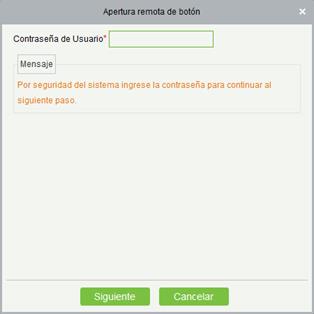 Apertura remota de botón
Contraseña de Usuario*
Mensaje
Por seguridad del sistema ingrese la contraseña para continuar al
siguiente paso.
Siguiente Cancelar